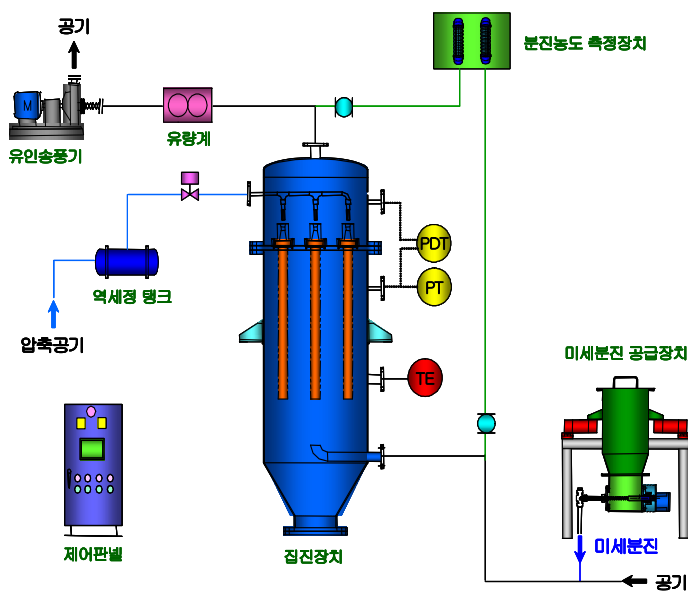 공기
분진농도 측정장치
M
유인송풍기
유량계
PDT
PT
역세정 탱크
압축공기
미세분진 공급장치
TE
제어판넬
집진장치
미세분진
공기